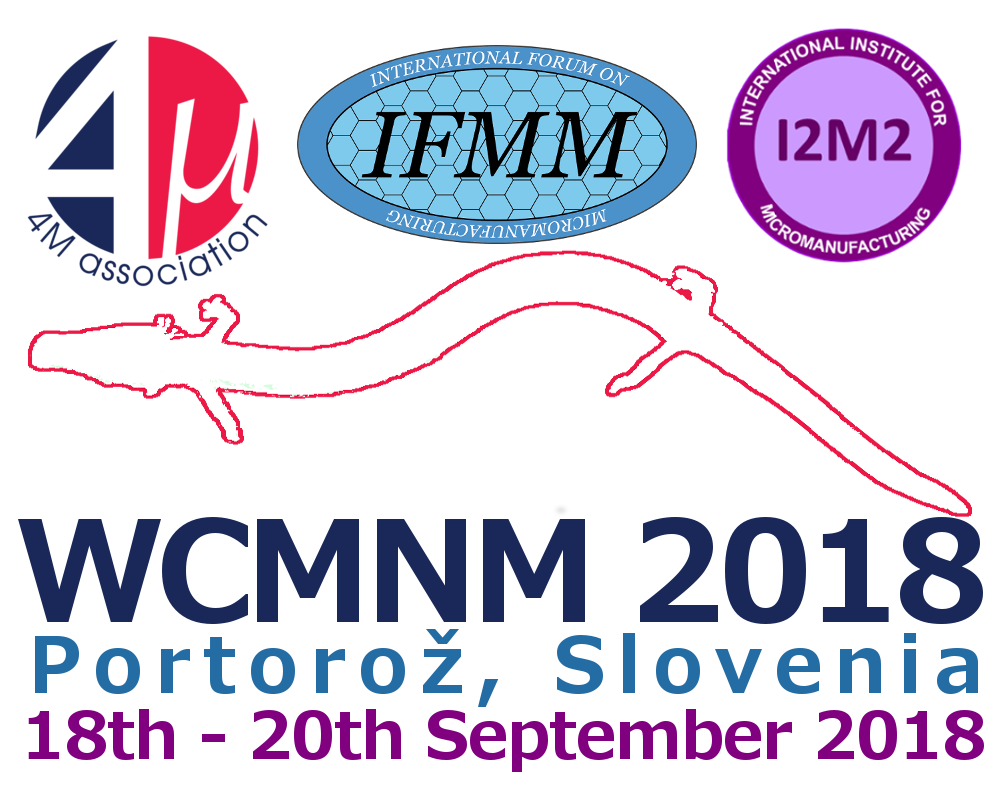 4μ
4M association
INTERNATIONAL FORUM ON
IFMM
MICROMANUFACTURING
INTERNATIONAL INSTITUTE FOR
I2M2
MICROMANUFACTURING
WCMNM 2018
Portorož, Slovenia
18th - 20th September 2018